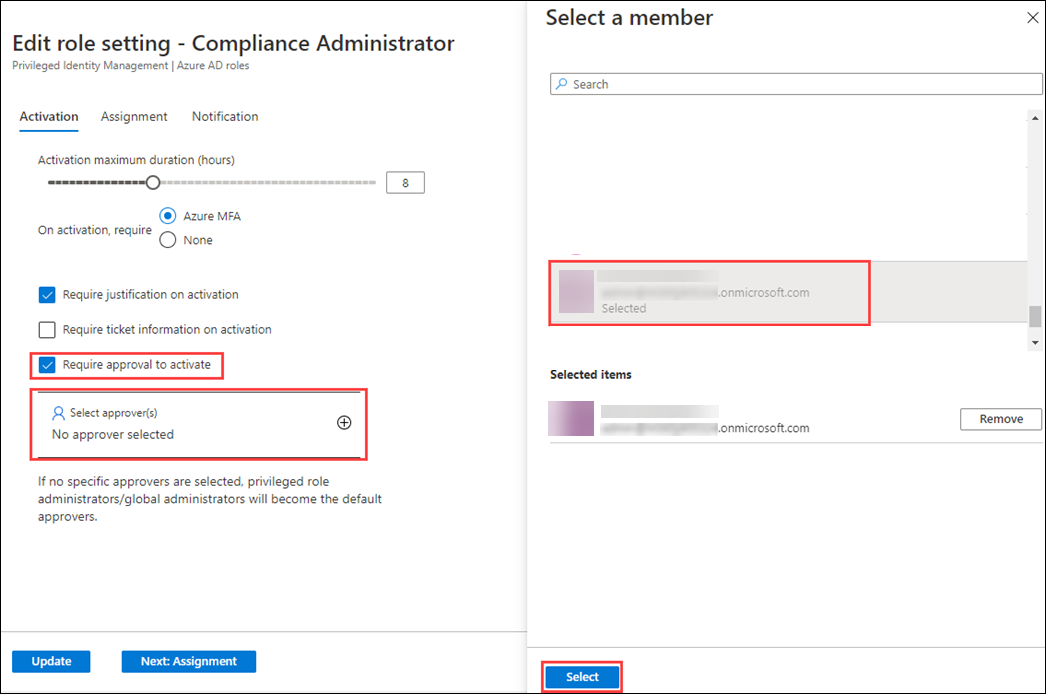 Edit role setting - Compliance Administrator
Privileged Identity Management | Azure AD roles
Activation Assignment Notification
Activation maximum duration (hours)
8
On activation, require
Azure MFA
None
Require justification on activation
Require ticket information on activation
Require approval to activate
Select approver(s)
No approver selected
If no specific approvers are selected, privileged role
administrators/global administrators will become the default
approvers.
Update
Next: Assignment
Select a member
Search
.onmicrosoft.com
Selected
Selected items
.onmicrosoft.com
Remove
Select